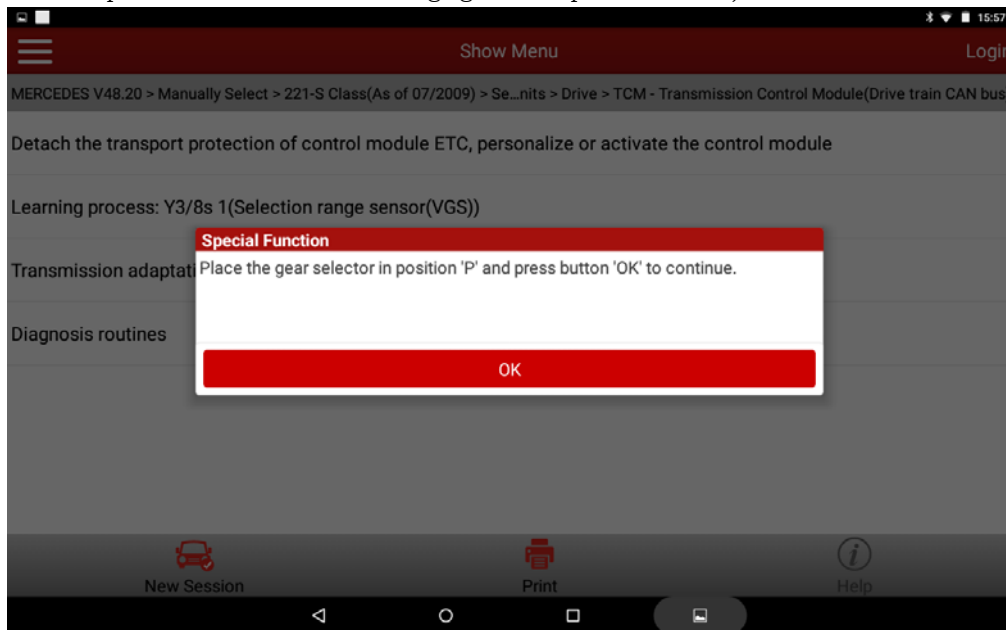 15:57
Show Menu
MERCEDES V48.20 > Manually Select > 221-S Class(As of 07/2009) > Se...nits > Drive > TCM - Transmission Control Module(Drive train CAN bus
Detach the transport protection of control module ETC, personalize or activate the control module
Learning process: Y3/8s 1(Selection range sensor(VGS))
Special Function
Place the gear selector in position 'P' and press button 'OK' to continue.
Transmission
Diagnosis routines
OK
New Session
Print
Help